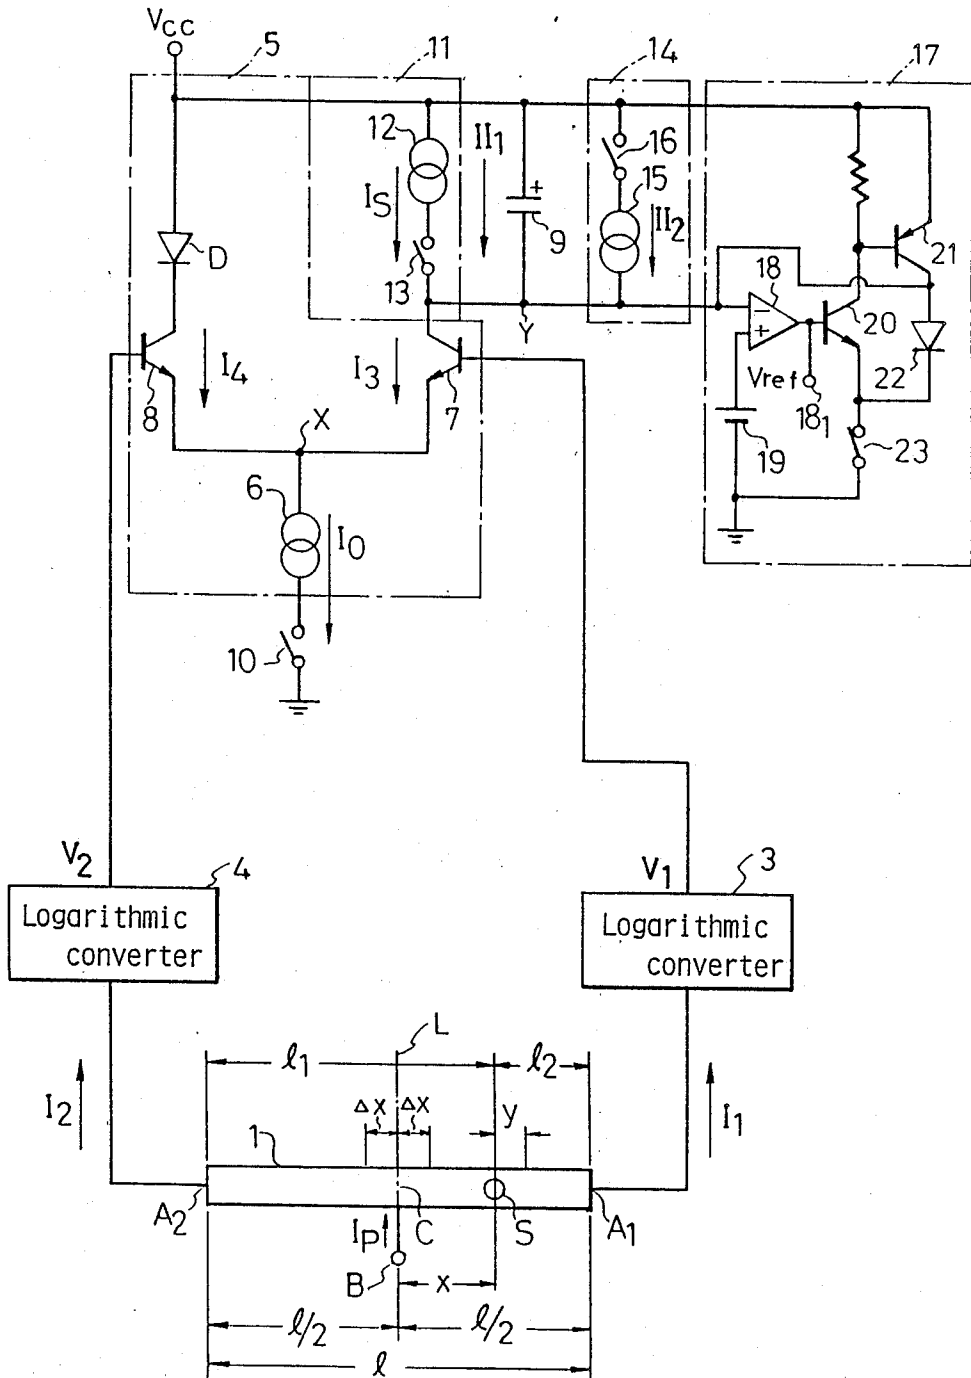 VCC
5
11
14
17
12
IS
II1
+
9
16
15
II2
21
D
13
18
20
Y
I4
I3
8
7
Vref
181
22
X
19
23
6
I0
10
V2
4
V1
3
Logarithmic
converter
Logarithmic
converter
L
ℓ1
ℓ2
I2
Δx
Δx
y
I1
1
A2
IP
C
S
A1
B
x
ℓ/2
ℓ/2
ℓ